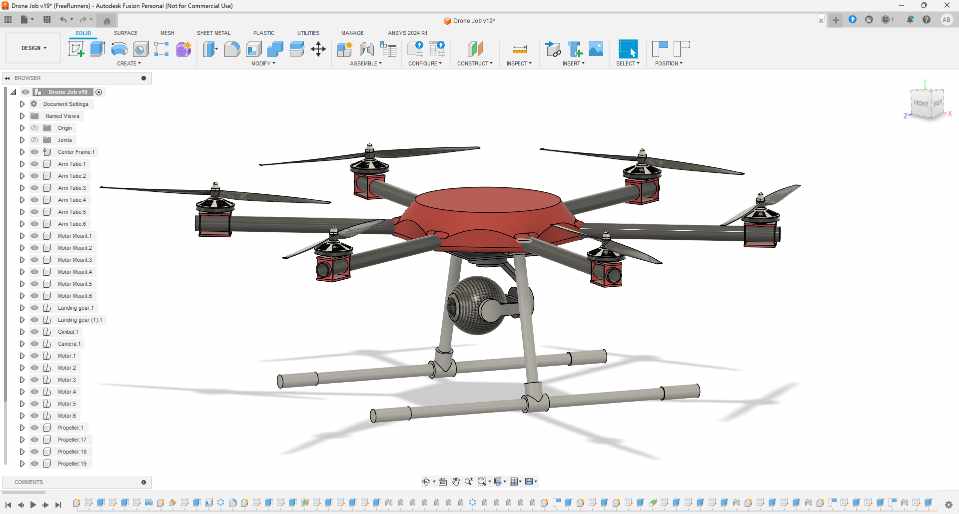 Drone Job v19* (FreeRunners) - Autodesk Fusion Personal (Not for Commercial Use)
Drone Job v19*
AB
DESIGN
SOLID SURFACE MESH SHEET METAL PLASTIC UTILITIES MANAGE ANSYS 2024 R1
CREATE MODIFY ASSEMBLE CONFIGURE CONSTRUCT INSPECT INSERT SELECT POSITION
BROWSER
Drone Job v19
Document Settings
Named Views
Origin
Joints
Center Frame:1
Arm Tube:1
Arm Tube:2
Arm Tube:3
Arm Tube:4
Arm Tube:5
Arm Tube:6
Motor Mount:1
Motor Mount:2
Motor Mount:3
Motor Mount:4
Motor Mount:5
Motor Mount:6
Landing gear:1
Landing gear (1):1
Gimbal:1
Camera:1
Motor:1
Motor:2
Motor:3
Motor:4
Motor:5
Motor:6
Propeller:1
Propeller:17
Propeller:18
Propeller:19
COMMENTS
FRONT
Z
X